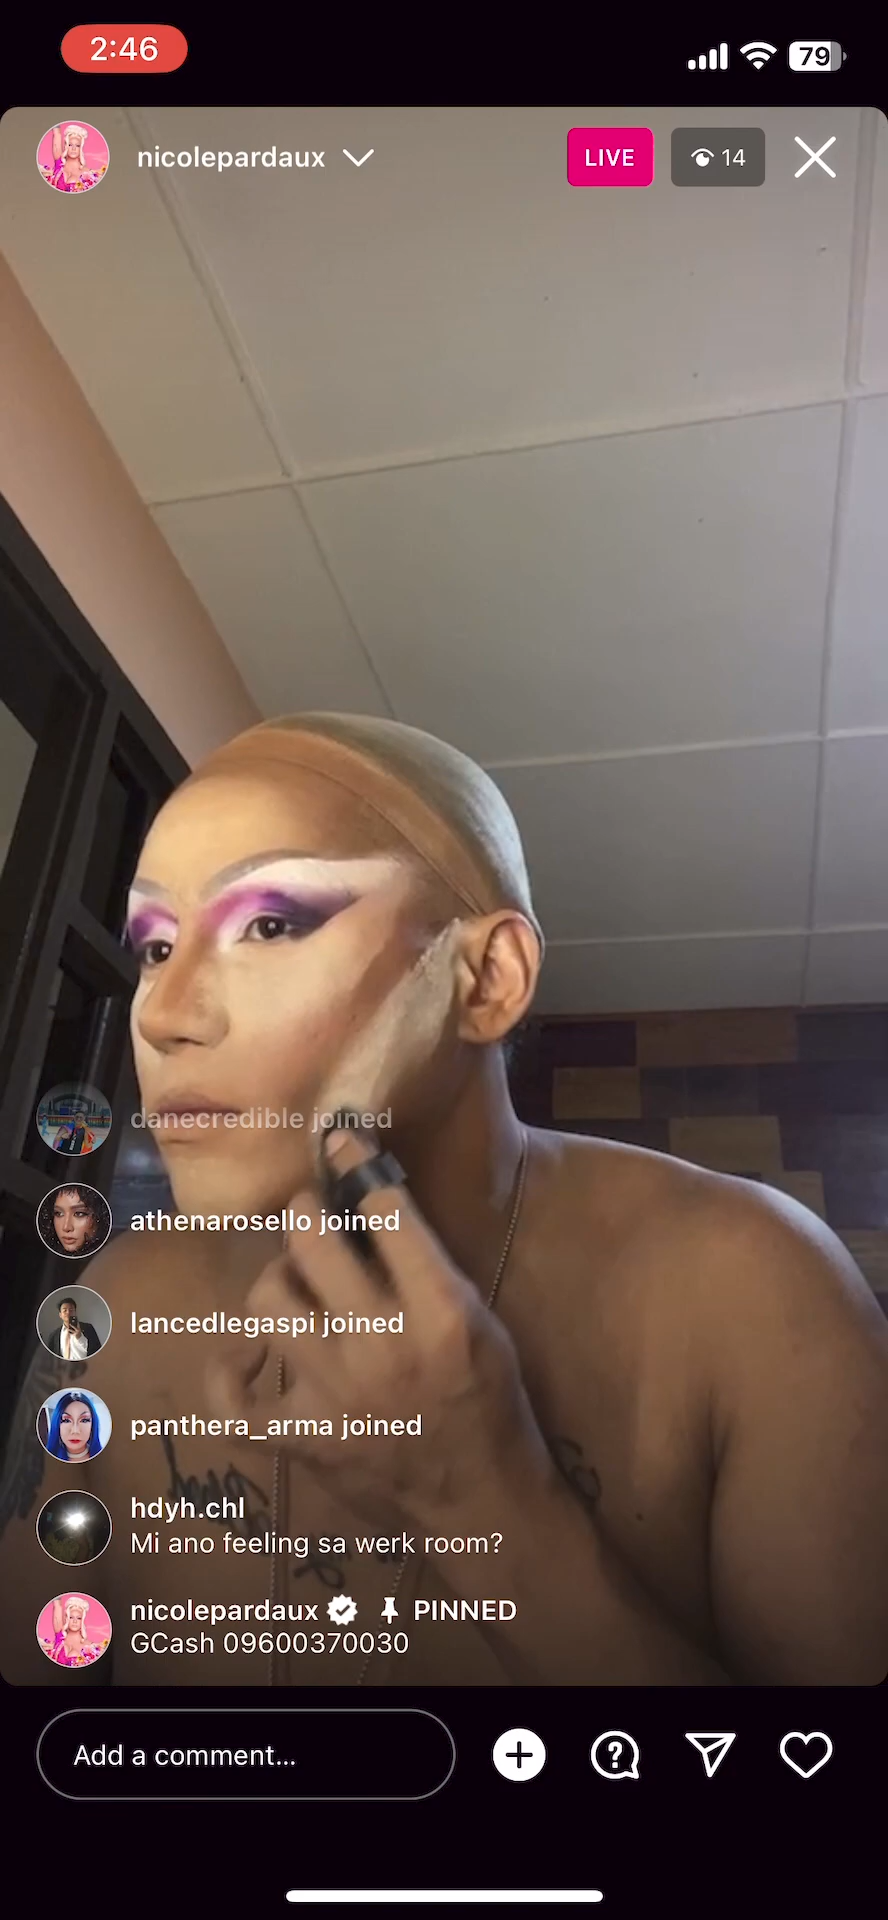 2:46
79
nicolepardaux
LIVE
14
danecredible joined
athenarosello joined
lancedlegaspi joined
panthera_arma joined
hdyh.chl
Mi ano feeling sa werk room?
nicolepardaux PINNED
GCash 09600370030
Add a comment...